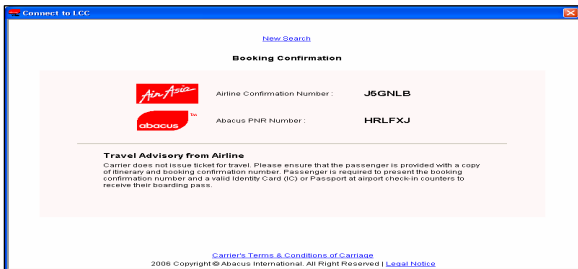 Connect to LCC
New Search
Booking Confirmation
AirAsia
Airline Confirmation Number :
J5GNLB
abacus™
Abacus PNR Number :
HRLFXJ
Travel Advisory from Airline
Carrier does not issue ticket for travel. Please ensure that the passenger is provided with a copy
of itinerary and booking confirmation number. Passenger is required to present the booking
confirmation number and a valid Identity Card (IC) or Passport at airport check-in counters to
receive their boarding pass.
Carrier's Terms & Conditions of Carriage
2006 Copyright © Abacus International. All Right Reserved | Legal Notice